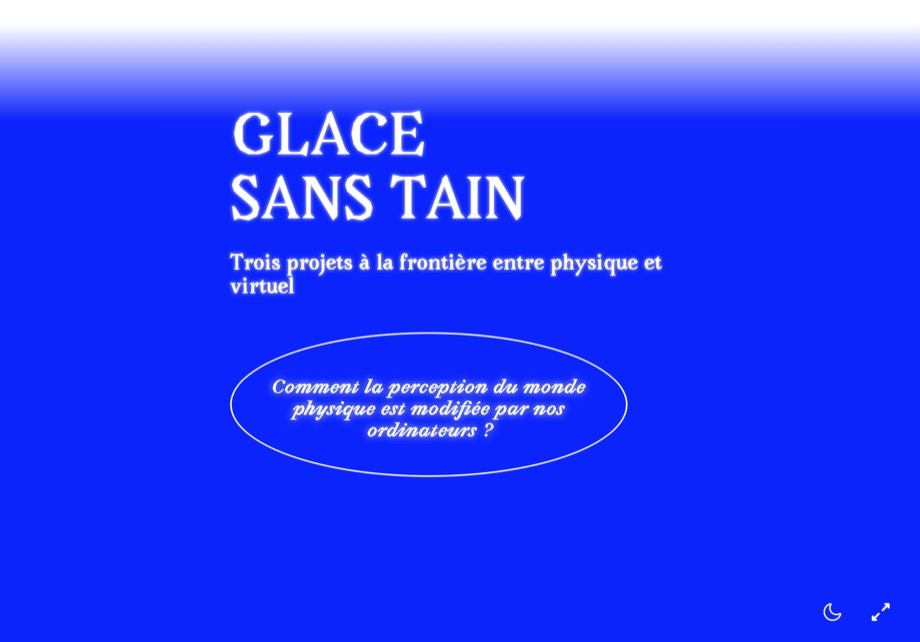 GLACE
SANS TAIN
Trois projets à la frontière entre physique et
virtuel
Comment la perception du monde
physique est modifiée par nos
ordinateurs ?